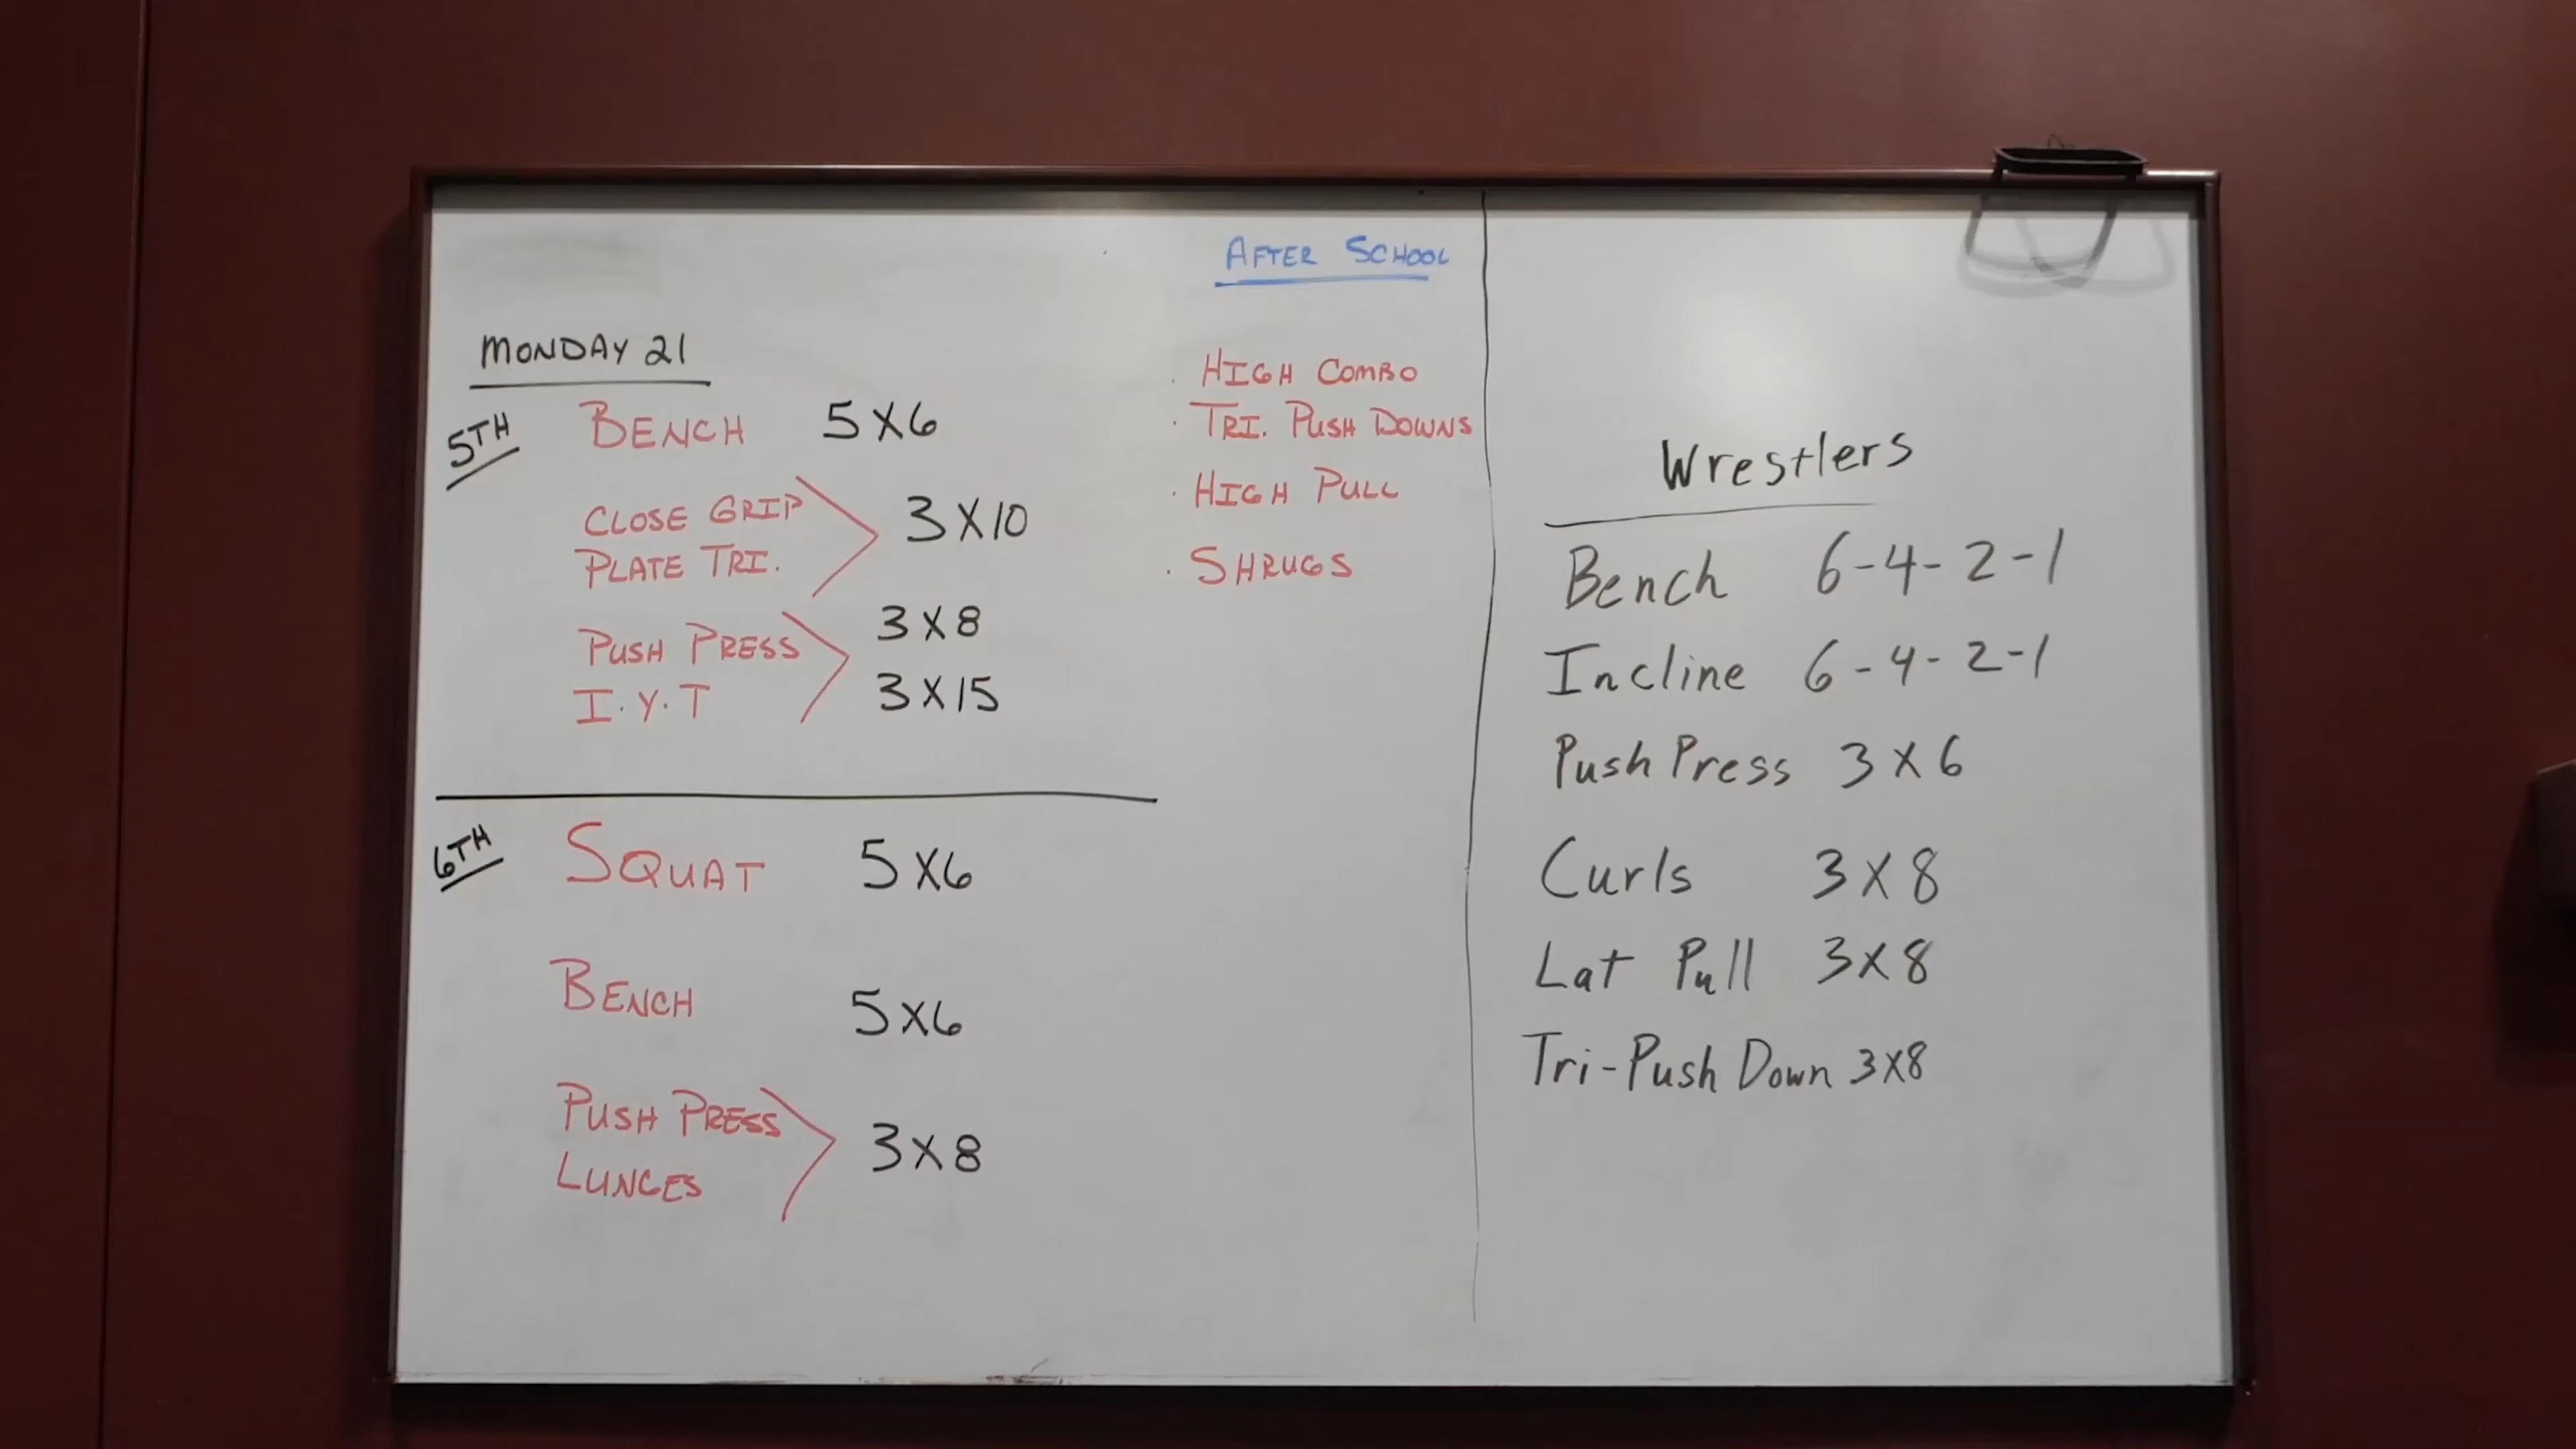 MONDAY 21
5TH BENCH 5X6
CLOSE GRIP
PLATE TRI. 3X10
PUSH PRESS 3X8
I.Y.T 3X15
6TH SQUAT 5X6
BENCH 5X6
PUSH PRESS
LUNGES 3X8
AFTER SCHOOL
· HIGH COMBO
· TRI. PUSH DOWNS
· HIGH PULL
· SHRUGS
Wrestlers
Bench 6-4-2-1
Incline 6-4-2-1
Push Press 3X6
Curls 3X8
Lat Pull 3X8
Tri-Push Down 3X8